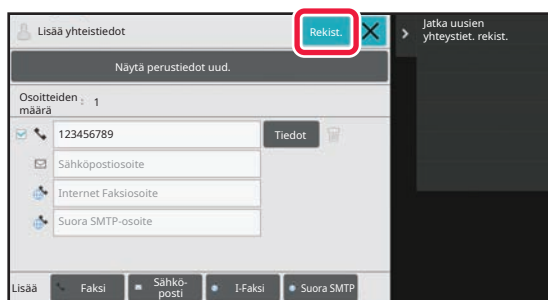 Lisää yhteistiedot
Rekist.
Jatka uusien
yhteystiet. rekist.
Näytä perustiedot uud.
Osoitteiden
määrä : 1
123456789
Tiedot
Sähköpostiosoite
Internet Faksiosoite
Suora SMTP-osoite
Lisää
Faksi
Sähkö-
posti
I-Faksi
Suora SMTP